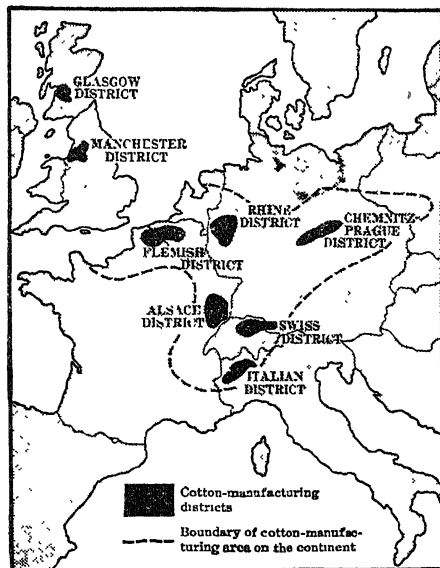 GLASGOW
DISTRICT
MANCHESTER
DISTRICT
RHINE
DISTRICT
CHEMNITZ-
PRAGUE
DISTRICT
FLEMISH
DISTRICT
ALSACE
DISTRICT
SWISS
DISTRICT
ITALIAN
DISTRICT
Cotton-manufacturing
districts
Boundary of cotton-manufac-
turing area on the continent